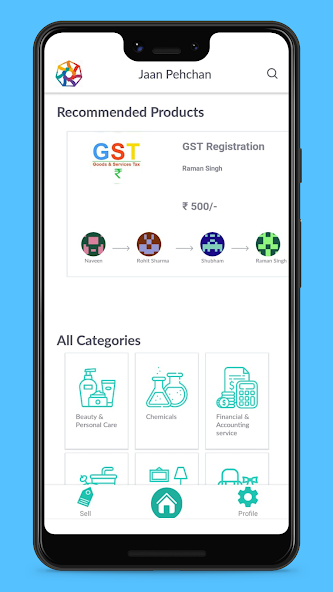 Jaan Pehchan
Recommended Products
GST
Goods & Services Tax
₹
GST Registration
Raman Singh
₹ 500/-
Naveen
Rohit Sharma
Shubham
Raman Singh
All Categories
Beauty &
Personal Care
Chemicals
Financial &
Accounting
service
Sell
Profile